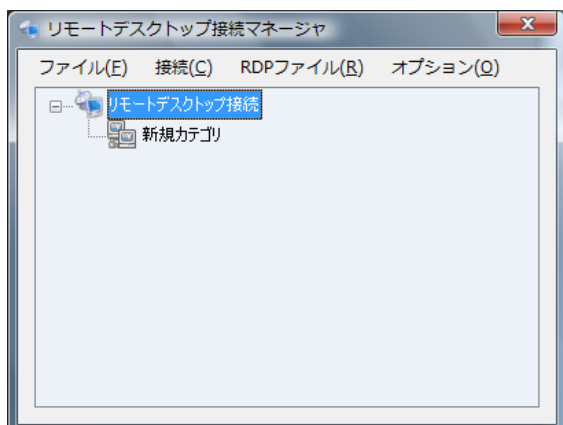 リモートデスクトップ接続マネージャ
ファイル(F) 接続(C) RDPファイル(R) オプション(O)
リモートデスクトップ接続
新規カテゴリ